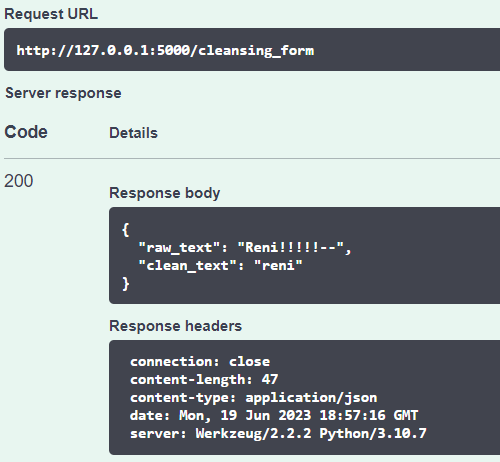 Request URL
http://127.0.0.1:5000/cleansing_form
Server response
Code Details
200
Response body
{
"raw_text": "Reni!!!!!--",
"clean_text": "reni"
}
Response headers
connection: close
content-length: 47
content-type: application/json
date: Mon, 19 Jun 2023 18:57:16 GMT
server: Werkzeug/2.2.2 Python/3.10.7